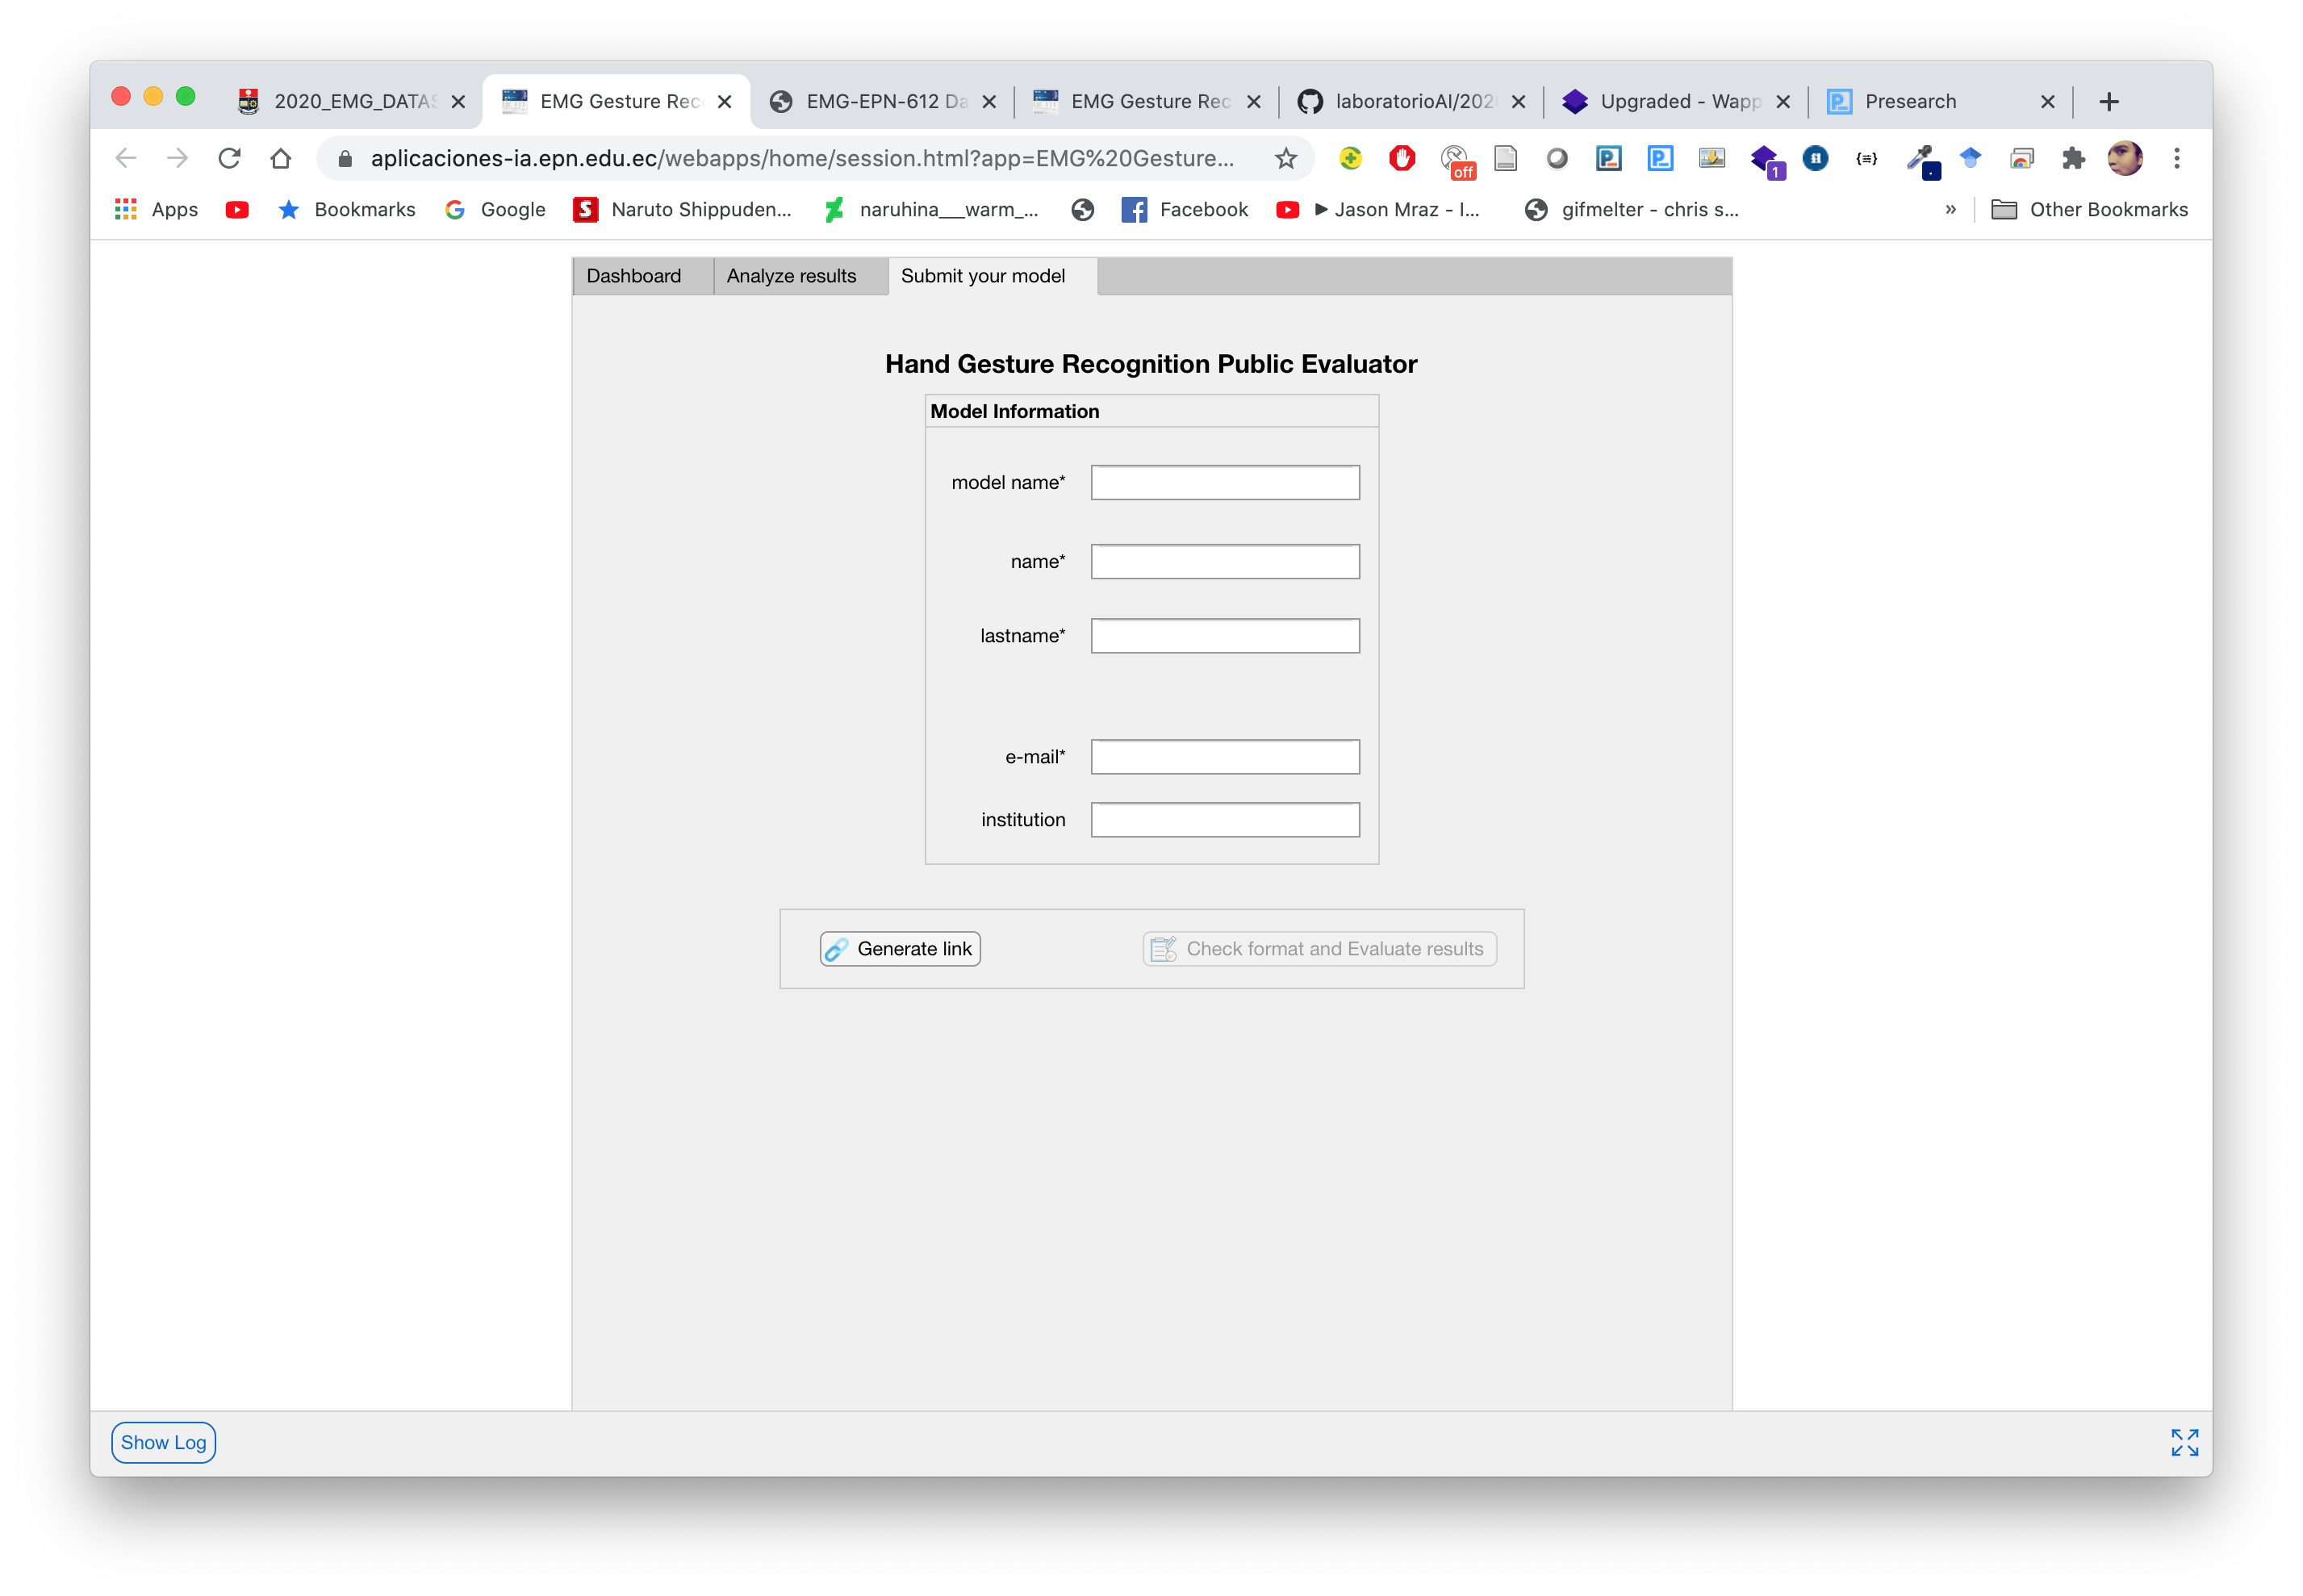 2020_EMG_DATAS
EMG Gesture Rec
EMG-EPN-612 Da
EMG Gesture Rec
laboratorioAI/202
Upgraded - Wapp
Presearch
aplicaciones-ia.epn.edu.ec/webapps/home/session.html?app=EMG%20Gesture...
off
1
Apps
Bookmarks
Google
Naruto Shippuden...
naruhina___warm_...
Facebook
Jason Mraz - I...
gifmelter - chris s...
»
Other Bookmarks
Dashboard
Analyze results
Submit your model
Hand Gesture Recognition Public Evaluator
Model Information
model name*
name*
lastname*
e-mail*
institution
Generate link
Check format and Evaluate results
Show Log